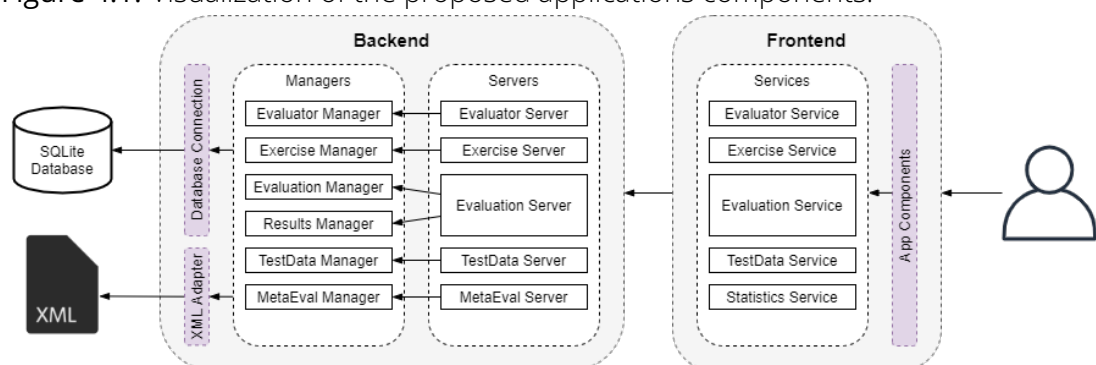 Figure 4.1: Visualization of the proposed applications components.
Backend
Frontend
Managers
Servers
Services
SQLite
Database
Database Connection
XML
XML Adapter
Evaluator Manager
Exercise Manager
Evaluation Manager
Results Manager
TestData Manager
MetaEval Manager
Evaluator Server
Exercise Server
Evaluation Server
TestData Server
MetaEval Server
Evaluator Service
Exercise Service
Evaluation Service
TestData Service
Statistics Service
App Components